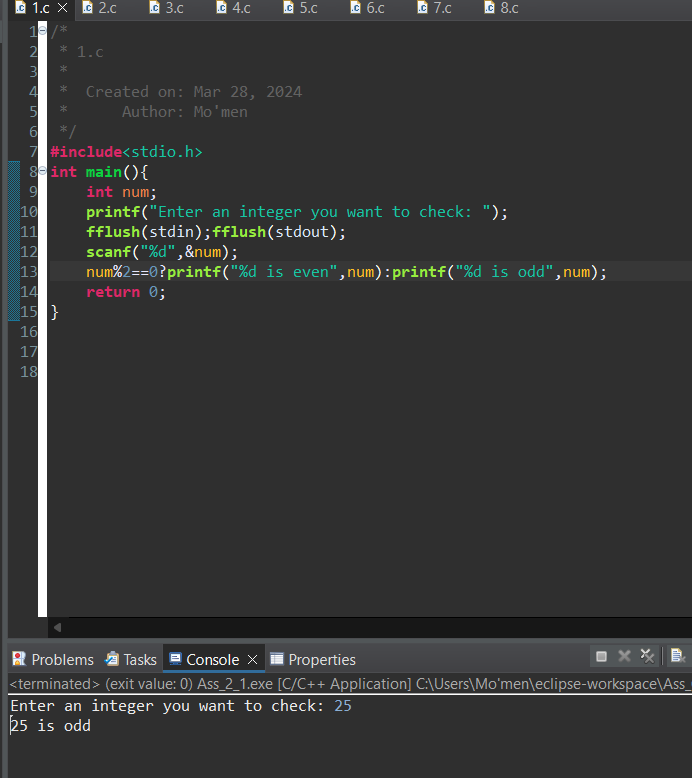 1.c 2.c 3.c 4.c 5.c 6.c 7.c 8.c
1 /*
2 * 1.c
3 *
4 * Created on: Mar 28, 2024
5 * Author: Mo'men
6 */
7 #include<stdio.h>
8 int main(){
9 int num;
10 printf("Enter an integer you want to check: ");
11 fflush(stdin);fflush(stdout);
12 scanf("%d",&num);
13 num%2==0?printf("%d is even",num):printf("%d is odd",num);
14 return 0;
15 }
16
17
18
Problems Tasks Console Properties
<terminated> (exit value: 0) Ass_2_1.exe [C/C++ Application] C:\Users\Mo'men\eclipse-workspace\Ass_
Enter an integer you want to check: 25
25 is odd